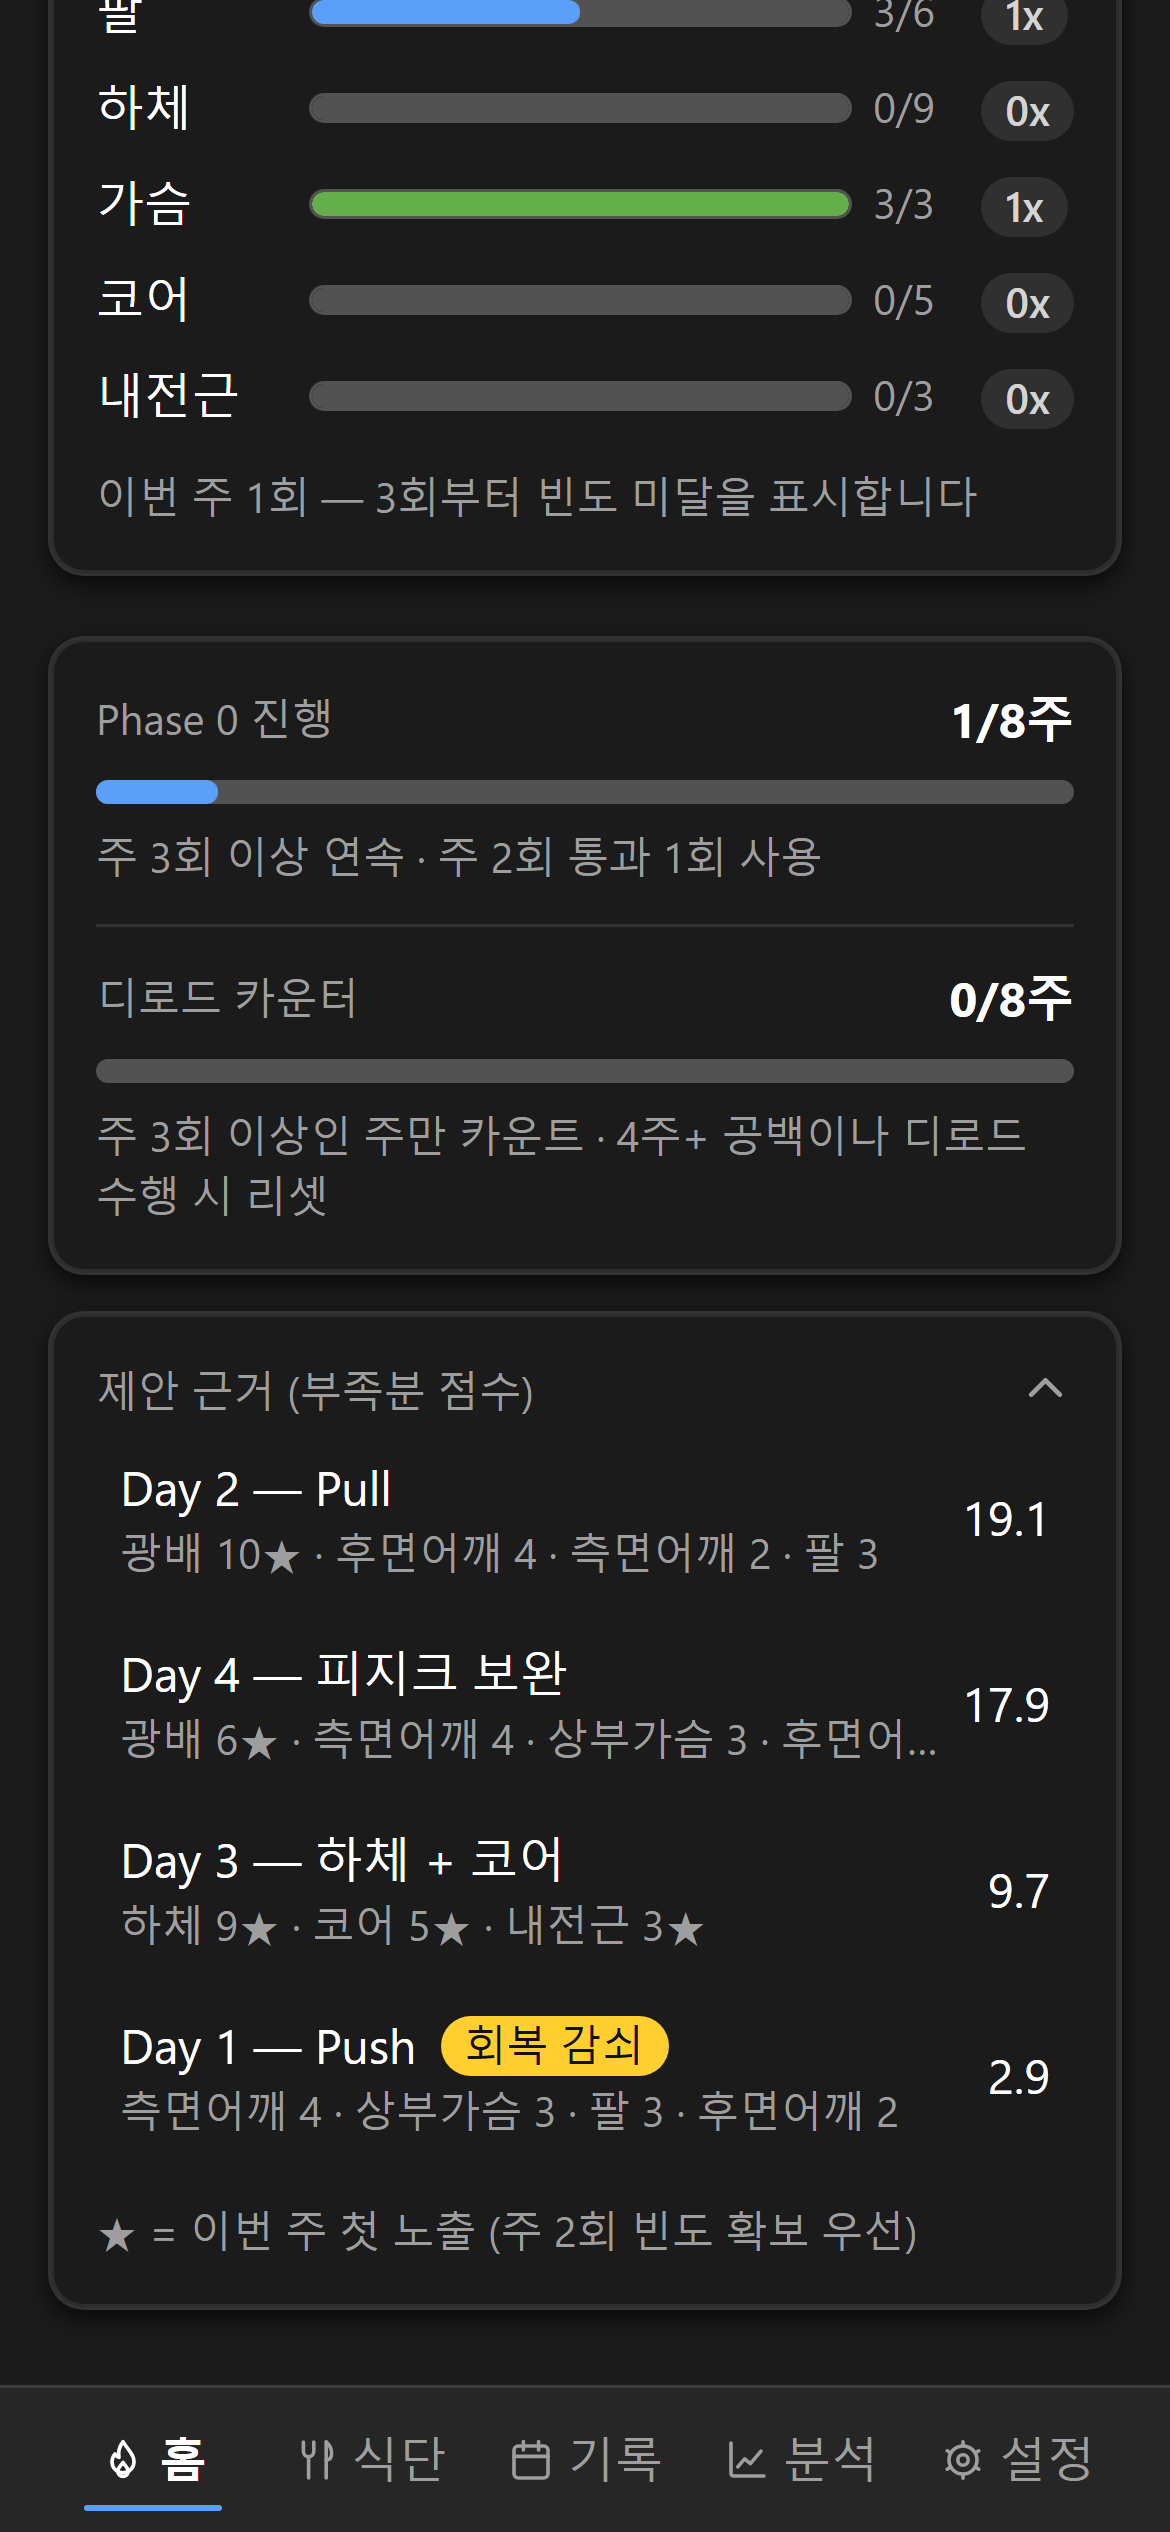 팔 3/6 1x
하체 0/9 0x
가슴 3/3 1x
코어 0/5 0x
내전근 0/3 0x
이번 주 1회 — 3회부터 빈도 미달을 표시합니다
Phase 0 진행 1/8주
주 3회 이상 연속 · 주 2회 통과 1회 사용
디로드 카운터 0/8주
주 3회 이상인 주만 카운트 · 4주+ 공백이나 디로드
수행 시 리셋
제안 근거 (부족분 점수)
Day 2 — Pull 19.1
광배 10★ · 후면어깨 4 · 측면어깨 2 · 팔 3
Day 4 — 피지크 보완 17.9
광배 6★ · 측면어깨 4 · 상부가슴 3 · 후면어...
Day 3 — 하체 + 코어 9.7
하체 9★ · 코어 5★ · 내전근 3★
Day 1 — Push 회복 감쇠 2.9
측면어깨 4 · 상부가슴 3 · 팔 3 · 후면어깨 2
★ = 이번 주 첫 노출 (주 2회 빈도 확보 우선)
홈 식단 기록 분석 설정